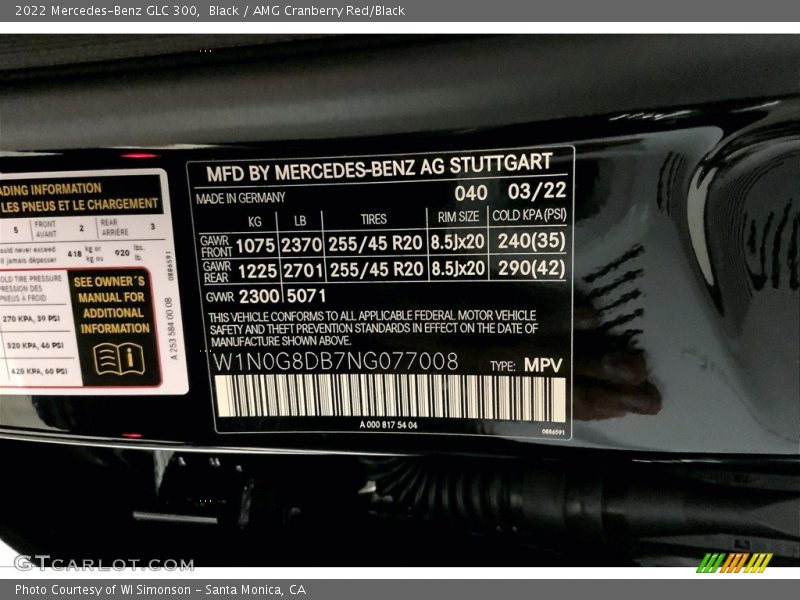 2022 Mercedes-Benz GLC 300,  Black / AMG Cranberry Red/Black
ADING INFORMATION
LES PNEUS ET LE CHARGEMENT
5 FRONT AVANT 2 REAR ARRIÈRE 3
ould never exceed
it jamais dépasser 418 kg or kg ou 920 lbs. lb.
OLD TIRE PRESSURE
RESSION DES
PNEUS À FROID
270 KPA, 39 PSI
320 KPA, 46 PSI
420 KPA, 60 PSI
SEE OWNER'S
MANUAL FOR
ADDITIONAL
INFORMATION
A 253 584 00 08
0886591
MFD BY MERCEDES-BENZ AG STUTTGART
MADE IN GERMANY 040 03/22
KG LB TIRES RIM SIZE COLD KPA (PSI)
GAWR FRONT 1075 2370 255/45 R20 8.5Jx20 240(35)
GAWR REAR 1225 2701 255/45 R20 8.5Jx20 290(42)
GVWR 2300 5071
THIS VEHICLE CONFORMS TO ALL APPLICABLE FEDERAL MOTOR VEHICLE
SAFETY AND THEFT PREVENTION STANDARDS IN EFFECT ON THE DATE OF
MANUFACTURE SHOWN ABOVE.
W1N0G8DB7NG077008 TYPE: MPV
A 000 817 54 04
0886591
GTCARLOT.COM
Photo Courtesy of WI Simonson - Santa Monica, CA